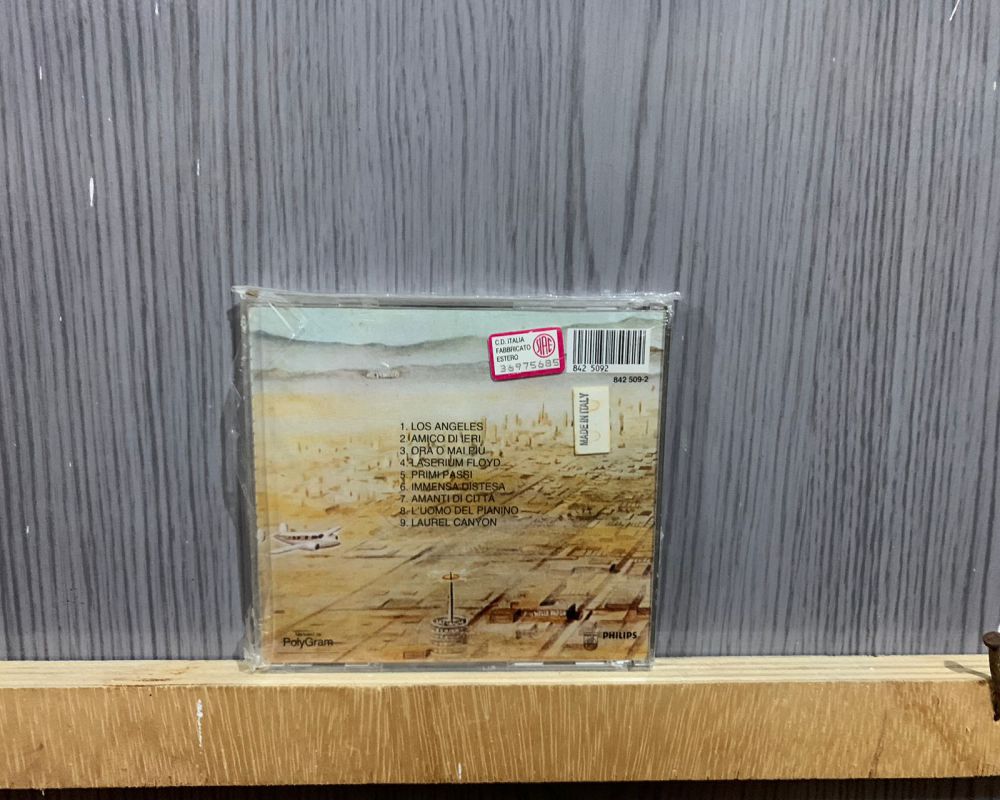 C.D. ITALIA
FABBRICATO
ESTERO
36975685
842 5092
842 509-2
MADE IN ITALY
1. LOS ANGELES
2. AMICO DI IERI
3. ORA O MAI PIÙ
4. LASERIUM FLOYD
5. PRIMI PASSI
6. IMMENSA DISTESA
7. AMANTI DI CITTÀ
8. L'UOMO DEL PIANINO
9. LAUREL CANYON
PolyGram
PHILIPS